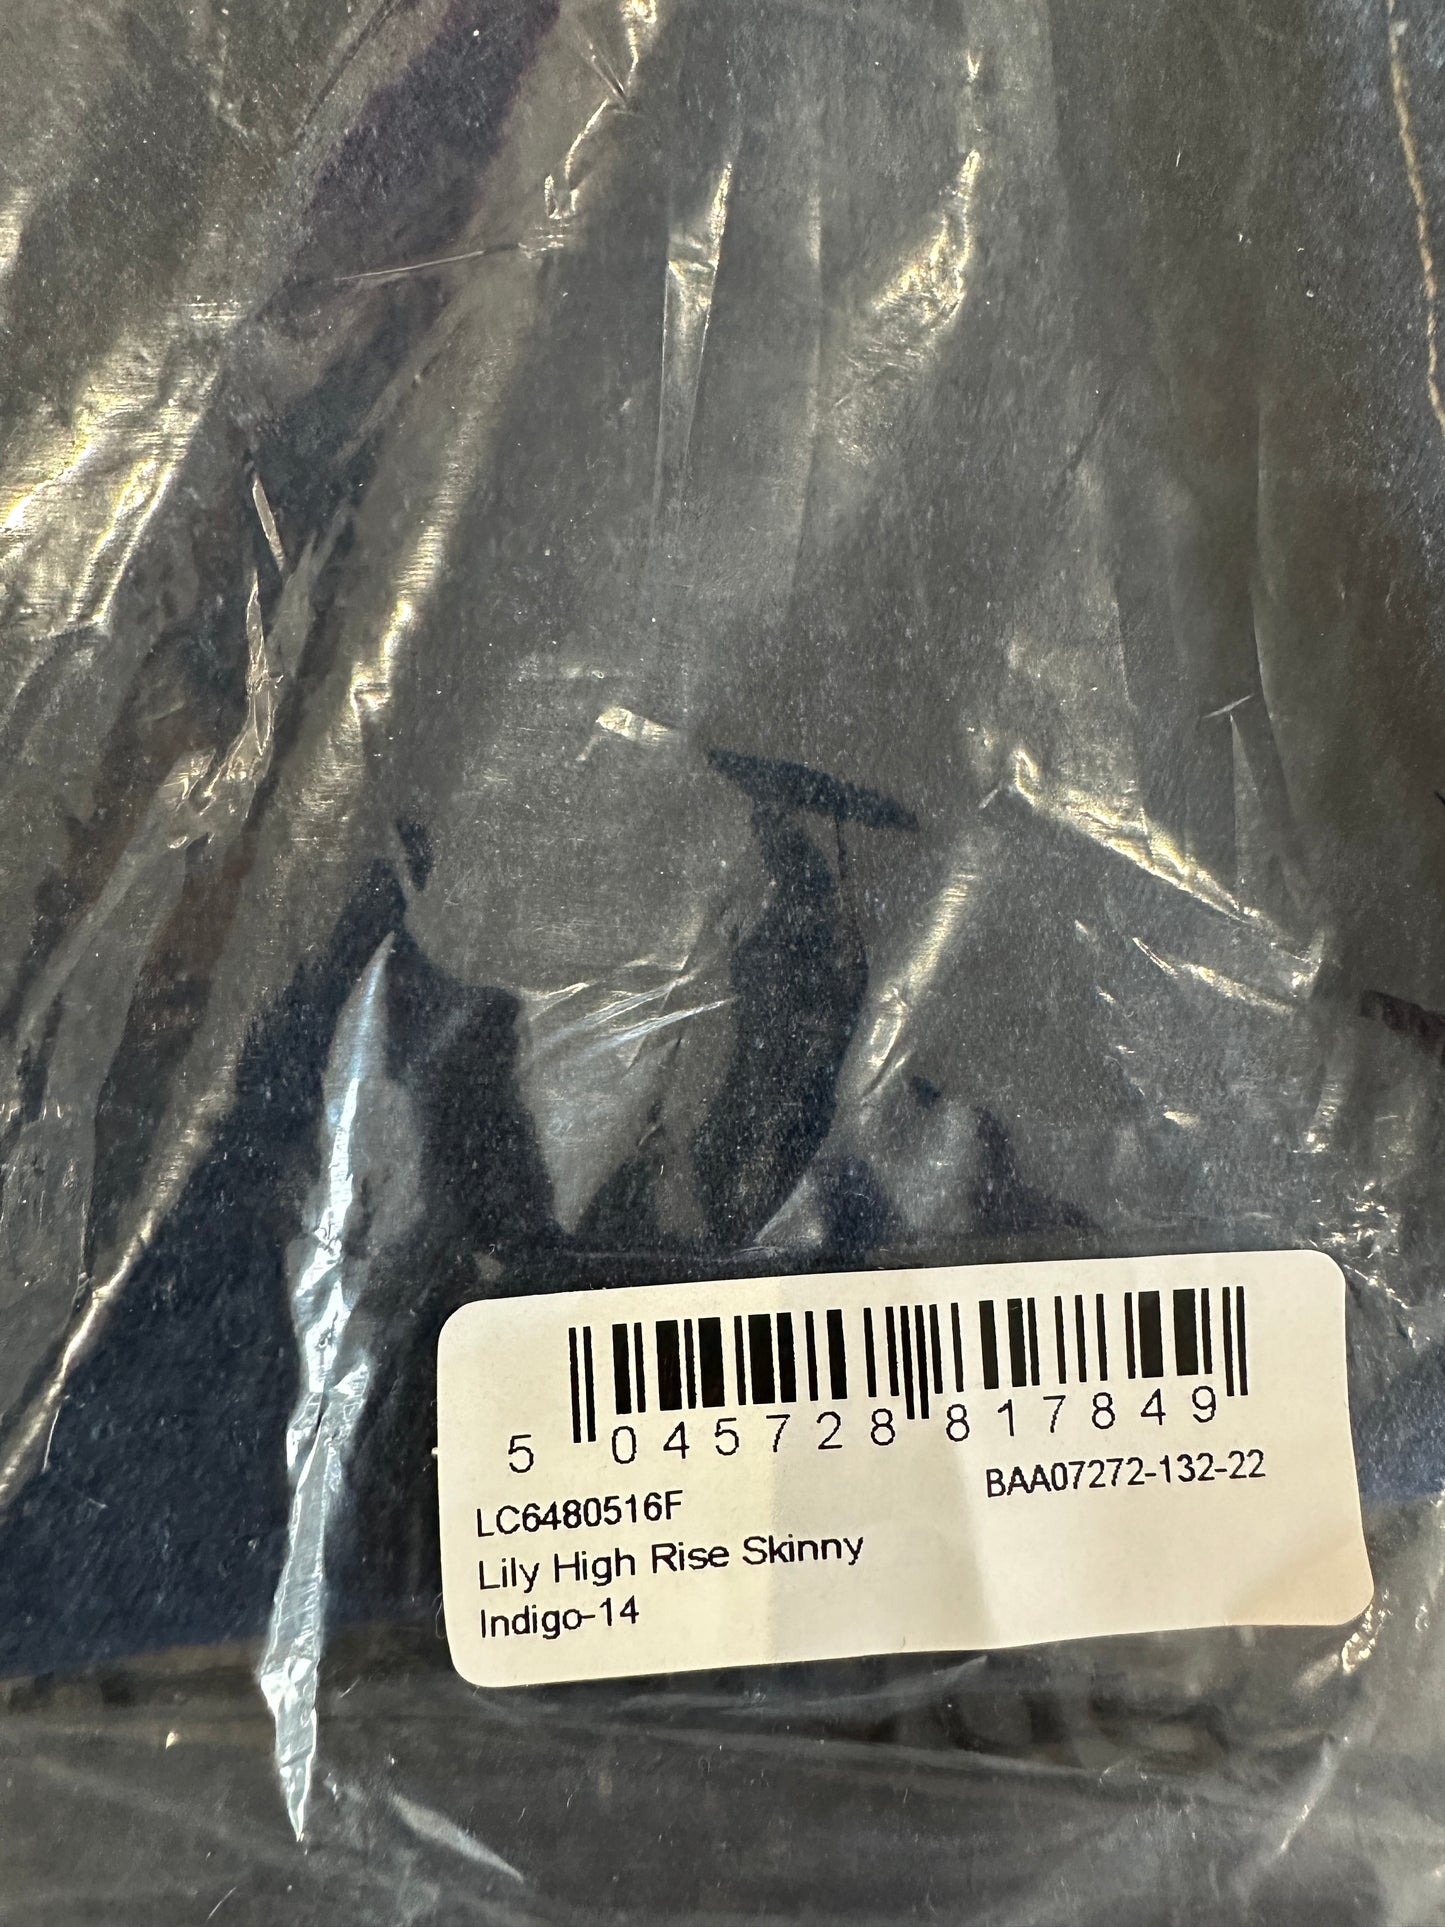 5 045728 817849
LC6480516F BAA07272-132-22
Lily High Rise Skinny
Indigo-14